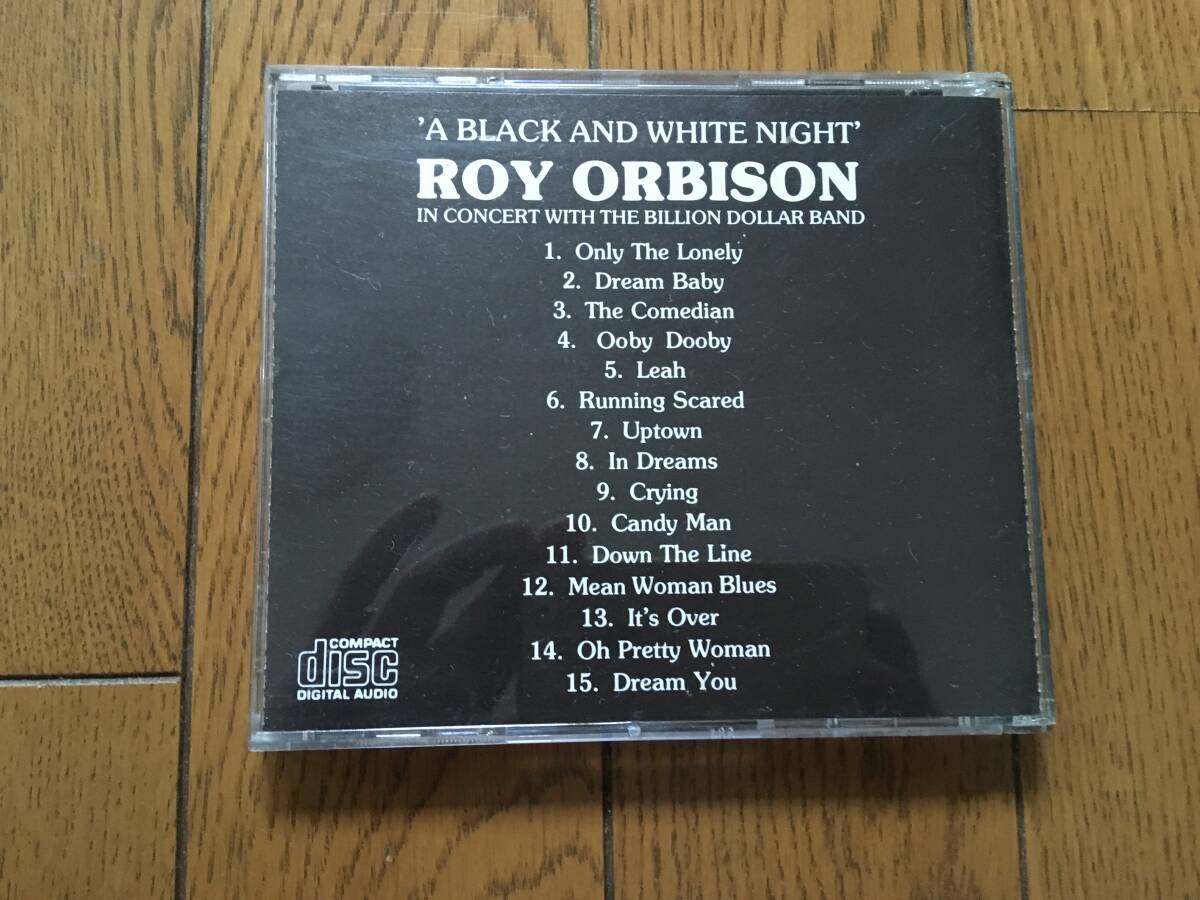 'A BLACK AND WHITE NIGHT'
ROY ORBISON
IN CONCERT WITH THE BILLION DOLLAR BAND
1. Only The Lonely
2. Dream Baby
3. The Comedian
4. Ooby Dooby
5. Leah
6. Running Scared
7. Uptown
8. In Dreams
9. Crying
10. Candy Man
11. Down The Line
12. Mean Woman Blues
13. It's Over
14. Oh Pretty Woman
15. Dream You
COMPACT
disc
DIGITAL AUDIO